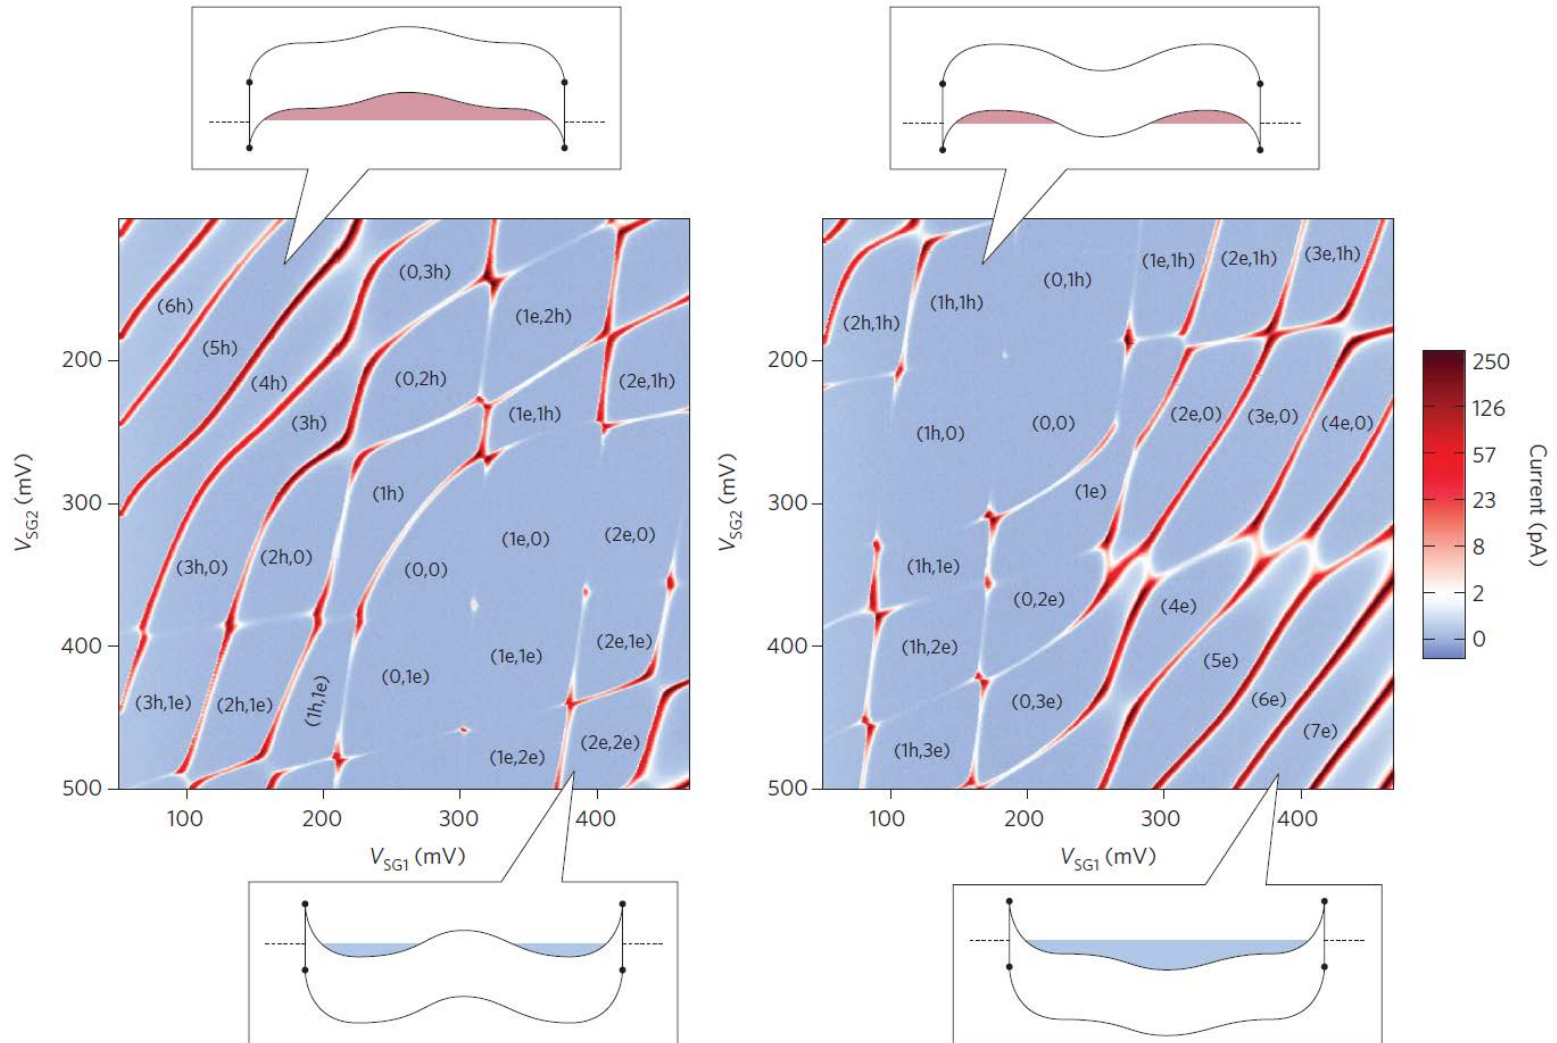 (0,3h)
(6h)
(1e,2h)
(5h)
200
(4h)
(0,2h)
(2e,1h)
(3h)
(1e,1h)
(1h)
300
(1e,0)
(2e,0)
(3h,0)
(2h,0)
(0,0)
400
(2e,1e)
(1e,1e)
(0,1e)
(3h,1e)
(2h,1e)
(1h,1e)
(2e,2e)
(1e,2e)
500
VSG2 (mV)
100
200
300
400
VSG1 (mV)
(1e,1h)
(2e,1h)
(3e,1h)
(0,1h)
(1h,1h)
(2h,1h)
200
(2e,0)
(3e,0)
(4e,0)
(1h,0)
(0,0)
(1e)
300
(1h,1e)
(0,2e)
(4e)
400
(1h,2e)
(5e)
(0,3e)
(6e)
(7e)
(1h,3e)
500
VSG2 (mV)
100
200
300
400
VSG1 (mV)
250
126
57
23
8
2
0
Current (pA)